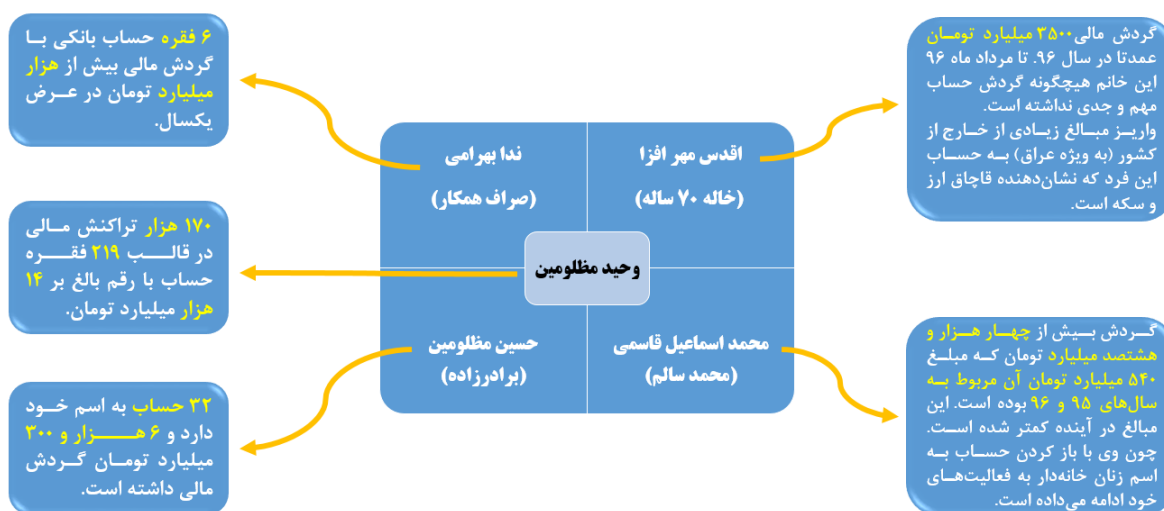 گردش مالی ۳۵۰۰ میلیارد تومان
عمدتا در سال ۹۶. تا مرداد ماه ۹۶
این خانم هیچگونه گردش حساب
مهم و جدی نداشته است.
واریز مبالغ زیادی از خارج از
کشور (به ویژه عراق) به حساب
این فرد که نشان‌دهنده قاچاق ارز
و سکه است.
۶ فقره حساب بانکی با
گردش مالی بیش از هزار
میلیارد تومان در عرض
یکسال.
اقدس مهر افزا
(خاله ۷۰ ساله)
ندا بهرامی
(صراف همکار)
وحید مظلومین
۱۷۰ هزار تراکنش مالی
در قالب ۲۱۹ فقره
حساب با رقم بالغ بر ۱۴
هزار میلیارد تومان.
محمد اسماعیل قاسمی
(محمد سالم)
حسین مظلومین
(برادرزاده)
گردش بیش از چهار هزار و
هشتصد میلیارد تومان که مبلغ
۵۴۰ میلیارد تومان آن مربوط به
سال‌های ۹۵ و ۹۶ بوده است. این
مبالغ در آینده کمتر شده است.
چون وی با باز کردن حساب به
اسم زنان خانه‌دار به فعالیت‌های
خود ادامه می‌داده است.
۳۲ حساب به اسم خود
دارد و ۶ هزار و ۳۰۰
میلیارد تومان گردش
مالی داشته است.